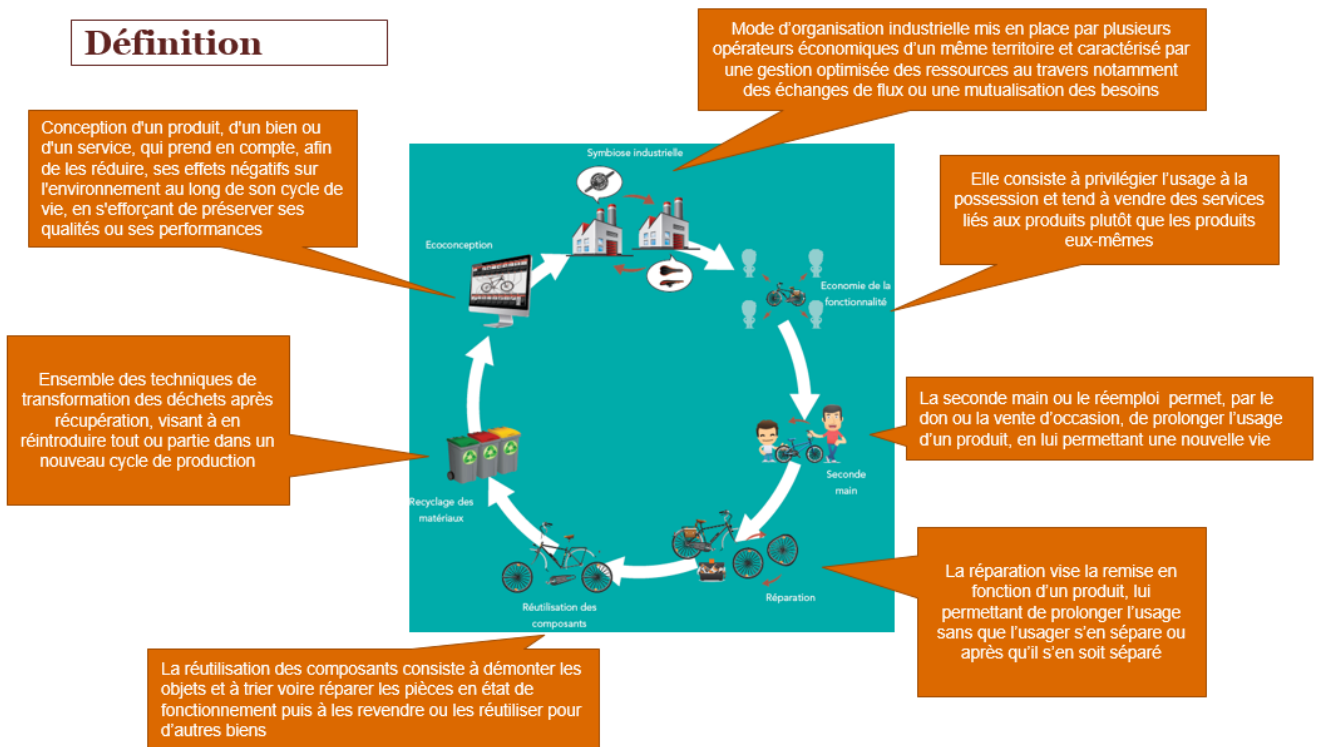 Définition
Mode d'organisation industrielle mis en place par plusieurs
opérateurs économiques d'un même territoire et caractérisé par
une gestion optimisée des ressources au travers notamment
des échanges de flux ou une mutualisation des besoins
Conception d'un produit, d'un bien ou
d'un service, qui prend en compte, afin
de les réduire, ses effets négatifs sur
l'environnement au long de son cycle de
vie, en s'efforçant de préserver ses
qualités ou ses performances
Symbiose industrielle
Elle consiste à privilégier l'usage à la
possession et tend à vendre des services
liés aux produits plutôt que les produits
eux-mêmes
Ecoconception
Economie de la
fonctionnalité
Ensemble des techniques de
transformation des déchets après
récupération, visant à en
réintroduire tout ou partie dans un
nouveau cycle de production
La seconde main ou le réemploi permet, par le
don ou la vente d'occasion, de prolonger l'usage
d'un produit, en lui permettant une nouvelle vie
Seconde
main
Recyclage des
matériaux
Réparation
Réutilisation des
composants
La réparation vise la remise en
fonction d'un produit, lui
permettant de prolonger l'usage
sans que l'usager s'en sépare ou
après qu'il s'en soit séparé
La réutilisation des composants consiste à démonter les
objets et à trier voire réparer les pièces en état de
fonctionnement puis à les revendre ou les réutiliser pour
d'autres biens